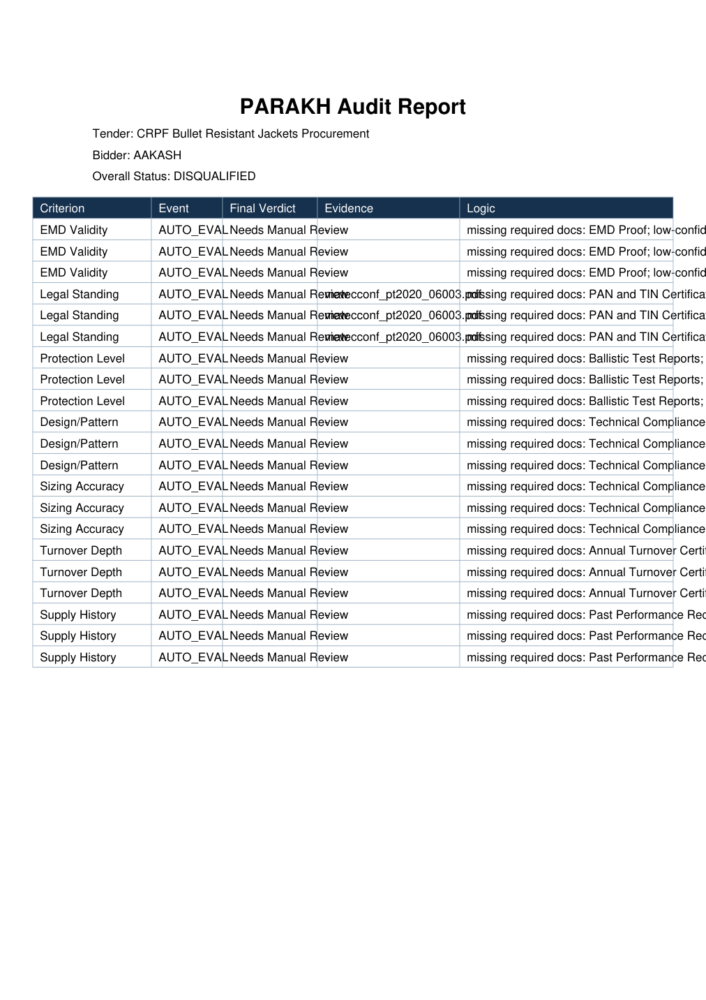 PARAKH Audit Report
Tender: CRPF Bullet Resistant Jackets Procurement
Bidder: AAKASH
Overall Status: DISQUALIFIED
Criterion Event Final Verdict Evidence Logic
EMD Validity AUTO_EVAL Needs Manual Review missing required docs: EMD Proof; low-confid
EMD Validity AUTO_EVAL Needs Manual Review missing required docs: EMD Proof; low-confid
EMD Validity AUTO_EVAL Needs Manual Review missing required docs: EMD Proof; low-confid
Legal Standing AUTO_EVAL Needs Manual Review matecconf_pt2020_06003.pdf missing required docs: PAN and TIN Certifica
Legal Standing AUTO_EVAL Needs Manual Review matecconf_pt2020_06003.pdf missing required docs: PAN and TIN Certifica
Legal Standing AUTO_EVAL Needs Manual Review matecconf_pt2020_06003.pdf missing required docs: PAN and TIN Certifica
Protection Level AUTO_EVAL Needs Manual Review missing required docs: Ballistic Test Reports;
Protection Level AUTO_EVAL Needs Manual Review missing required docs: Ballistic Test Reports;
Protection Level AUTO_EVAL Needs Manual Review missing required docs: Ballistic Test Reports;
Design/Pattern AUTO_EVAL Needs Manual Review missing required docs: Technical Compliance
Design/Pattern AUTO_EVAL Needs Manual Review missing required docs: Technical Compliance
Design/Pattern AUTO_EVAL Needs Manual Review missing required docs: Technical Compliance
Sizing Accuracy AUTO_EVAL Needs Manual Review missing required docs: Technical Compliance
Sizing Accuracy AUTO_EVAL Needs Manual Review missing required docs: Technical Compliance
Sizing Accuracy AUTO_EVAL Needs Manual Review missing required docs: Technical Compliance
Turnover Depth AUTO_EVAL Needs Manual Review missing required docs: Annual Turnover Certi
Turnover Depth AUTO_EVAL Needs Manual Review missing required docs: Annual Turnover Certi
Turnover Depth AUTO_EVAL Needs Manual Review missing required docs: Annual Turnover Certi
Supply History AUTO_EVAL Needs Manual Review missing required docs: Past Performance Rec
Supply History AUTO_EVAL Needs Manual Review missing required docs: Past Performance Rec
Supply History AUTO_EVAL Needs Manual Review missing required docs: Past Performance Rec